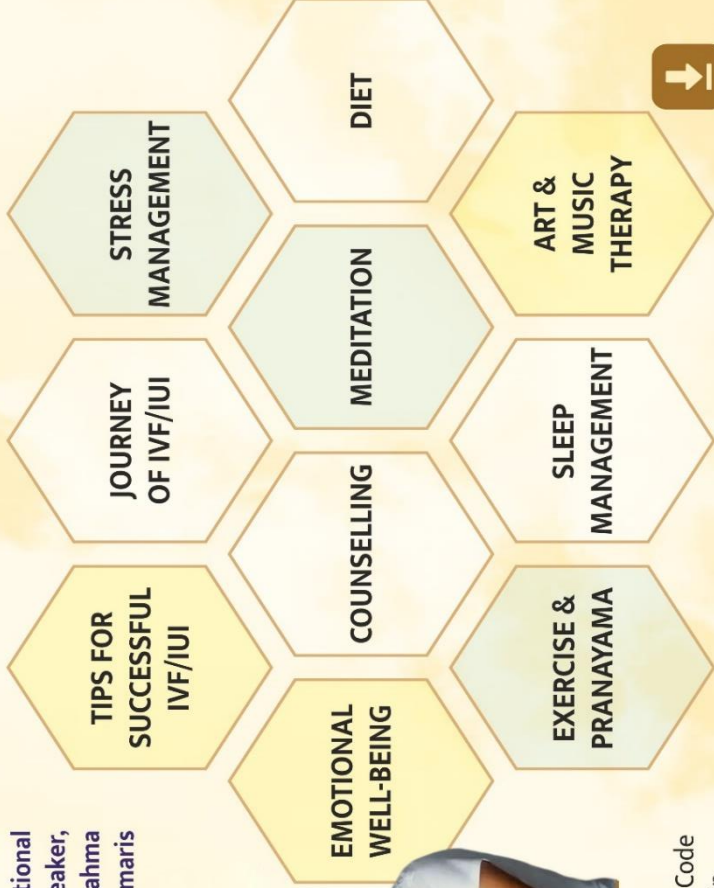 tional
eaker,
ahma
maris
TIPS FOR
SUCCESSFUL
IVF/IUI
JOURNEY
OF IVF/IUI
STRESS
MANAGEMENT
EMOTIONAL
WELL-BEING
COUNSELLING
MEDITATION
DIET
EXERCISE &
PRANAYAMA
SLEEP
MANAGEMENT
ART &
MUSIC
THERAPY
Code